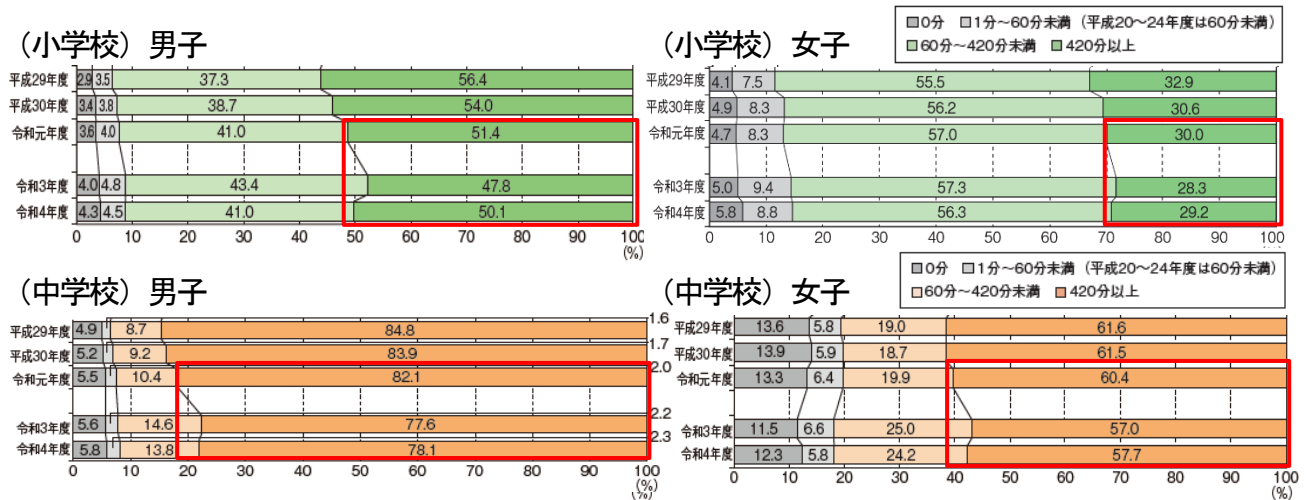 ■0分 □1分～60分未満（平成20～24年度は60分未満）
■60分～420分未満 ■420分以上
（小学校）男子
平成29年度 2.9 3.5 37.3 56.4
平成30年度 3.4 3.8 38.7 54.0
令和元年度 3.6 4.0 41.0 51.4
令和3年度 4.0 4.8 43.4 47.8
令和4年度 4.3 4.5 41.0 50.1
0 10 20 30 40 50 60 70 80 90 100
(%)
（小学校）女子
平成29年度 4.1 7.5 55.5 32.9
平成30年度 4.9 8.3 56.2 30.6
令和元年度 4.7 8.3 57.0 30.0
令和3年度 5.0 9.4 57.3 28.3
令和4年度 5.8 8.8 56.3 29.2
0 10 20 30 40 50 60 70 80 90 100
■0分 □1分～60分未満（平成20～24年度は60分未満）
□60分～420分未満 ■420分以上
（中学校）男子
平成29年度 4.9 8.7 84.8 1.6
平成30年度 5.2 9.2 83.9 1.7
令和元年度 5.5 10.4 82.1 2.0
令和3年度 5.6 14.6 77.6 2.2
令和4年度 5.8 13.8 78.1 2.3
0 10 20 30 40 50 60 70 80 90 100
(%)
（中学校）女子
平成29年度 13.6 5.8 19.0 61.6
平成30年度 13.9 5.9 18.7 61.5
令和元年度 13.3 6.4 19.9 60.4
令和3年度 11.5 6.6 25.0 57.0
令和4年度 12.3 5.8 24.2 57.7
0 10 20 30 40 50 60 70 80 90 100
(%)